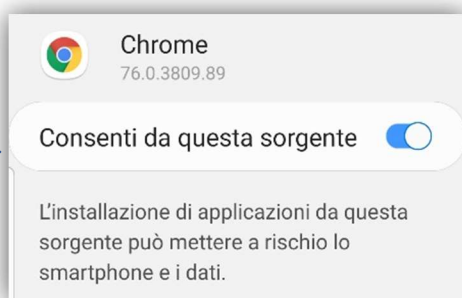 Chrome
76.0.3809.89
Consenti da questa sorgente
L'installazione di applicazioni da questa
sorgente può mettere a rischio lo
smartphone e i dati.